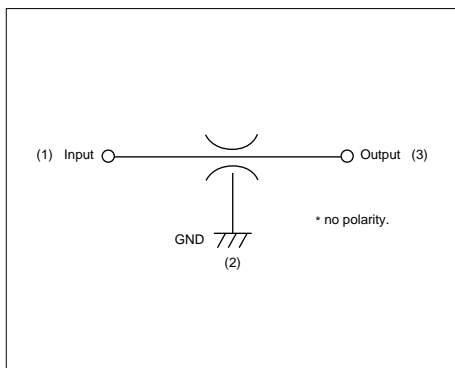 (1) Input Output (3)
* no polarity.
GND
(2)